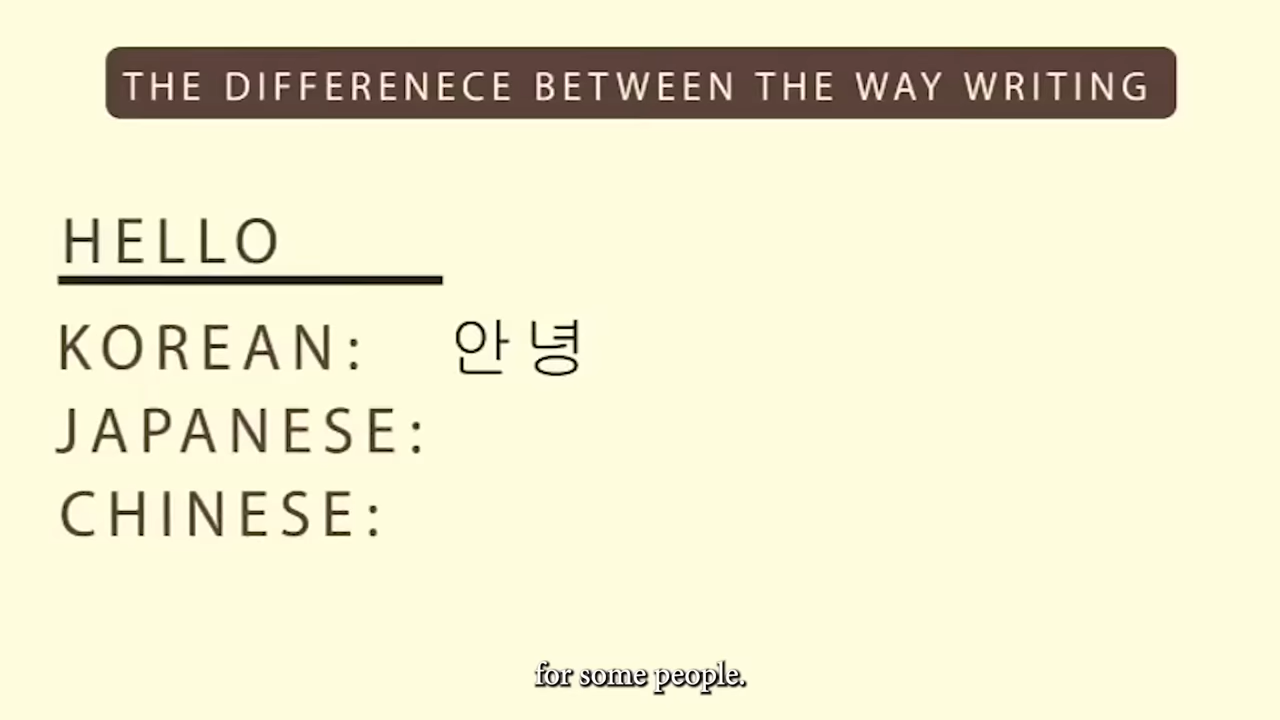 THE DIFFERENECE BETWEEN THE WAY WRITING
HELLO
KOREAN: 안녕
JAPANESE:
CHINESE:
for some people.